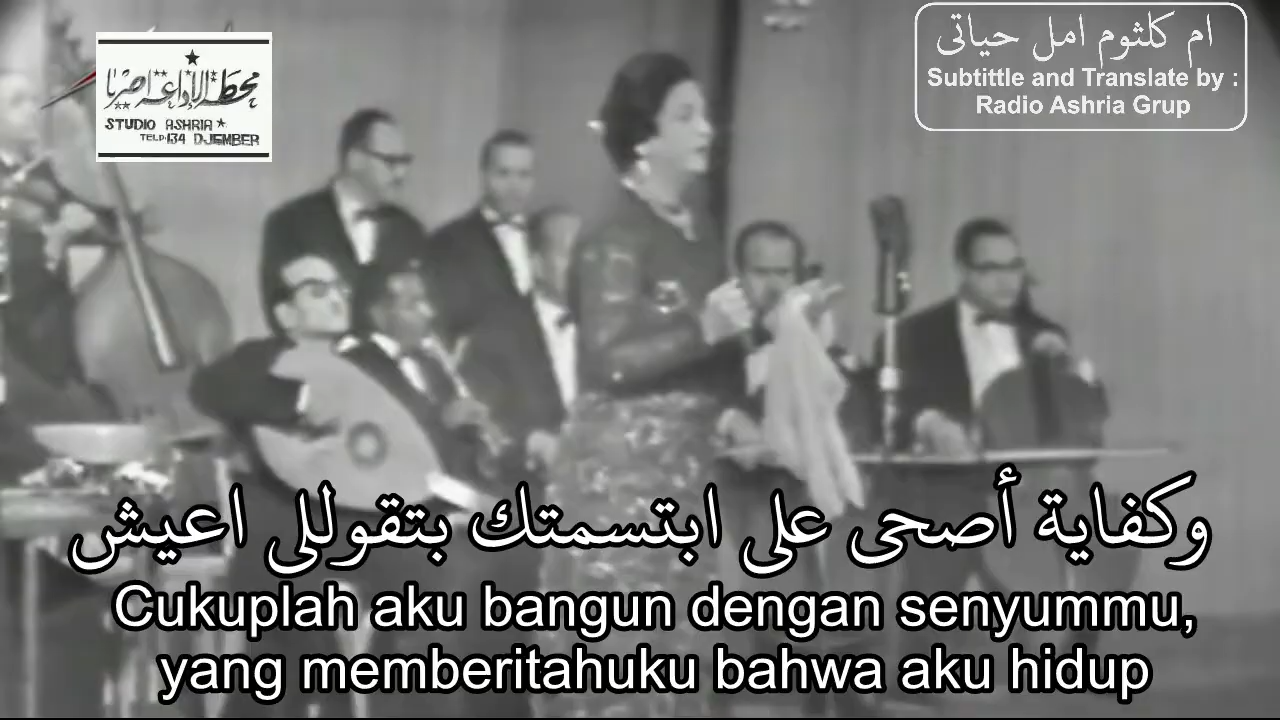 محطة الإذاعة اصريا
STUDIO ASHRIA
TELP. 134 DJEMBER
ام كلثوم امل حياتى
Subtittle and Translate by :
Radio Ashria Grup
وكفاية أصحى على ابتسمتك بتقوللى اعيش
Cukuplah aku bangun dengan senyummu,
yang memberitahuku bahwa aku hidup